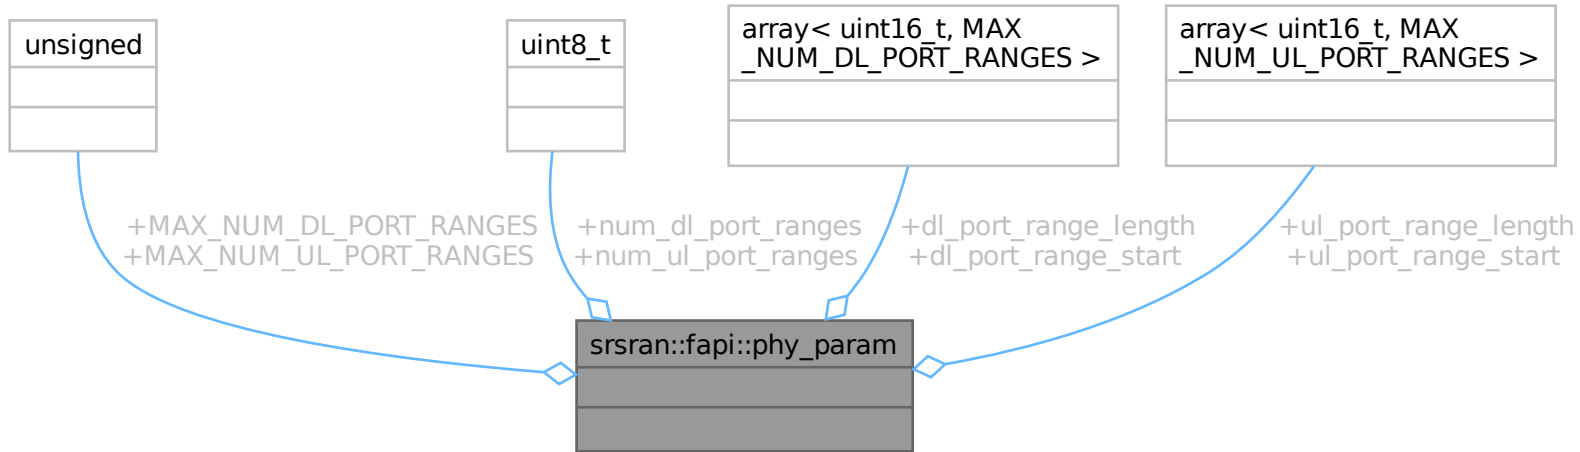 unsigned
uint8_t
array< uint16_t, MAX
_NUM_DL_PORT_RANGES >
array< uint16_t, MAX
_NUM_UL_PORT_RANGES >
+MAX_NUM_DL_PORT_RANGES
+MAX_NUM_UL_PORT_RANGES
+num_dl_port_ranges
+num_ul_port_ranges
+dl_port_range_length
+dl_port_range_start
+ul_port_range_length
+ul_port_range_start
srsran::fapi::phy_param